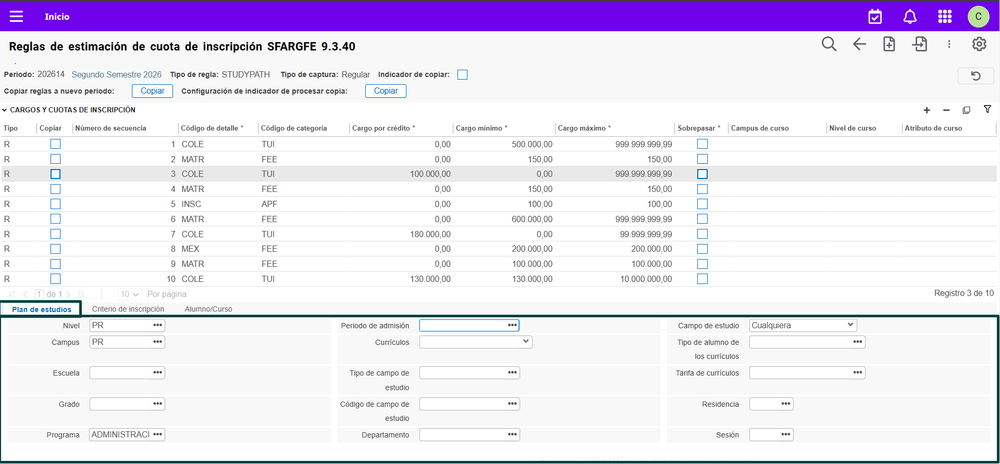 Inicio
C
Reglas de estimación de cuota de inscripción SFARGFE 9.3.40
Periodo: 202614 Segundo Semestre 2026 Tipo de regla: STUDYPATH Tipo de captura: Regular Indicador de copiar:
Copiar reglas a nuevo periodo: Copiar Configuración de indicador de procesar copia: Copiar
CARGOS Y CUOTAS DE INSCRIPCIÓN
Tipo Copiar Número de secuencia Código de detalle * Código de categoría Cargo por crédito * Cargo mínimo * Cargo máximo * Sobrepasar * Campus de curso Nivel de curso Atributo de curso
R 1 COLE TUI 0,00 500.000,00 999.999.999,99
R 2 MATR FEE 0,00 150,00 150,00
R 3 COLE TUI 100.000,00 0,00 999.999.999,99
R 4 MATR FEE 0,00 150,00 150,00
R 5 INSC APF 0,00 100,00 100,00
R 6 MATR FEE 0,00 600.000,00 999.999.999,99
R 7 COLE TUI 180.000,00 0,00 99.999.999,99
R 8 MEX FEE 0,00 200.000,00 200.000,00
R 9 MATR FEE 0,00 100.000,00 100.000,00
R 10 COLE TUI 130.000,00 130.000,00 10.000.000,00
1 de 1 10 Por página Registro 3 de 10
Plan de estudios Criterio de inscripción Alumno/Curso
Nivel PR Periodo de admisión Campo de estudio Cualquiera
Campus PR Currículos Tipo de alumno de
los currículos
Escuela Tipo de campo de Tarifa de currículos
estudio
Grado Código de campo de Residencia
estudio
Programa ADMINISTRACI Departamento Sesión